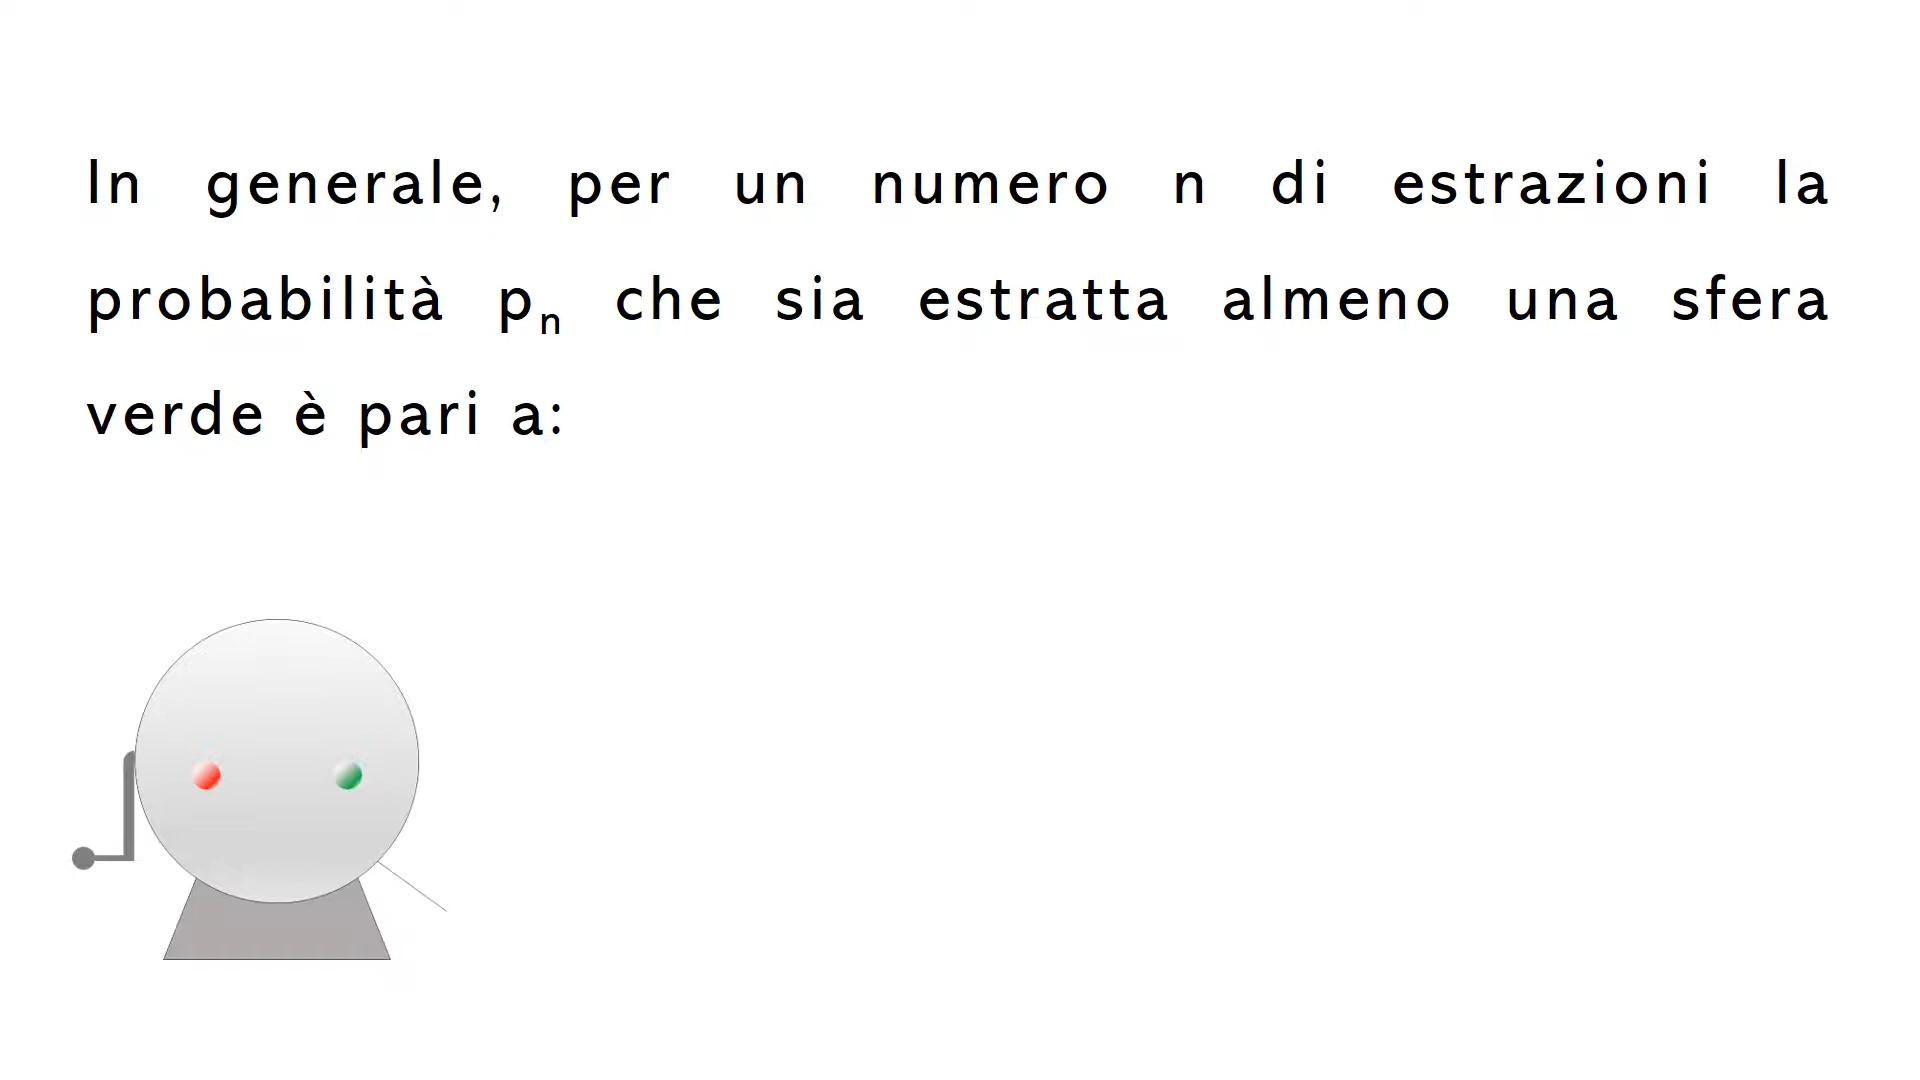 In generale, per un numero n di estrazioni la
probabilità pₙ che sia estratta almeno una sfera
verde è pari a: